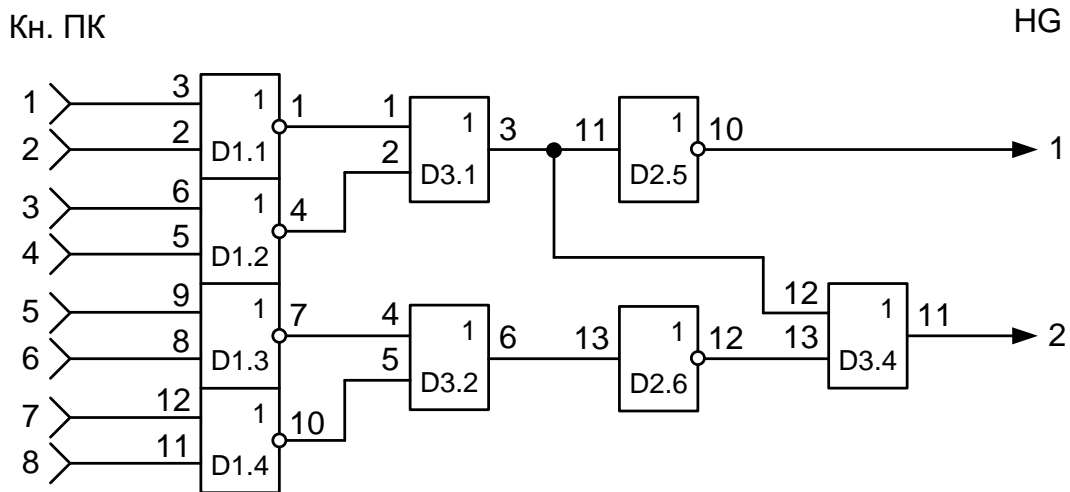 Кн. ПК
HG
1 3 1 1
2 2 D1.1
3 6 1 4
4 5 D1.2
5 9 1 7
6 8 D1.3
7 12 1 10
8 11 D1.4
1 1 3
2 D3.1
11 1 10 1
D2.5
4 1 6
5 D3.2
13 1 12
D2.6
12 1 11 2
13 D3.4